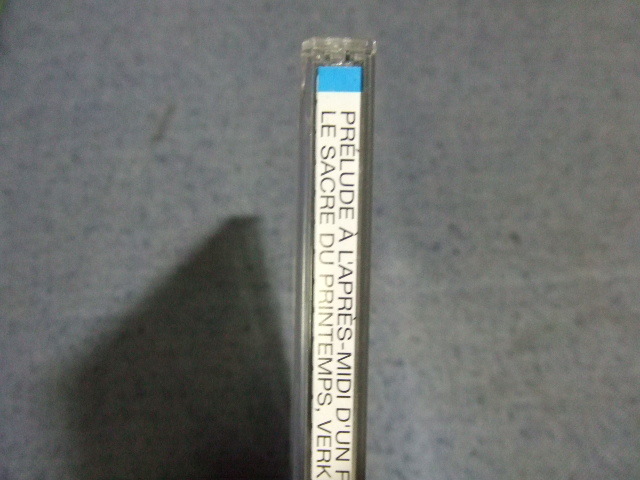 PRÉLUDE À L'APRÈS-MIDI D'UN F
LE SACRE DU PRINTEMPS, VERK